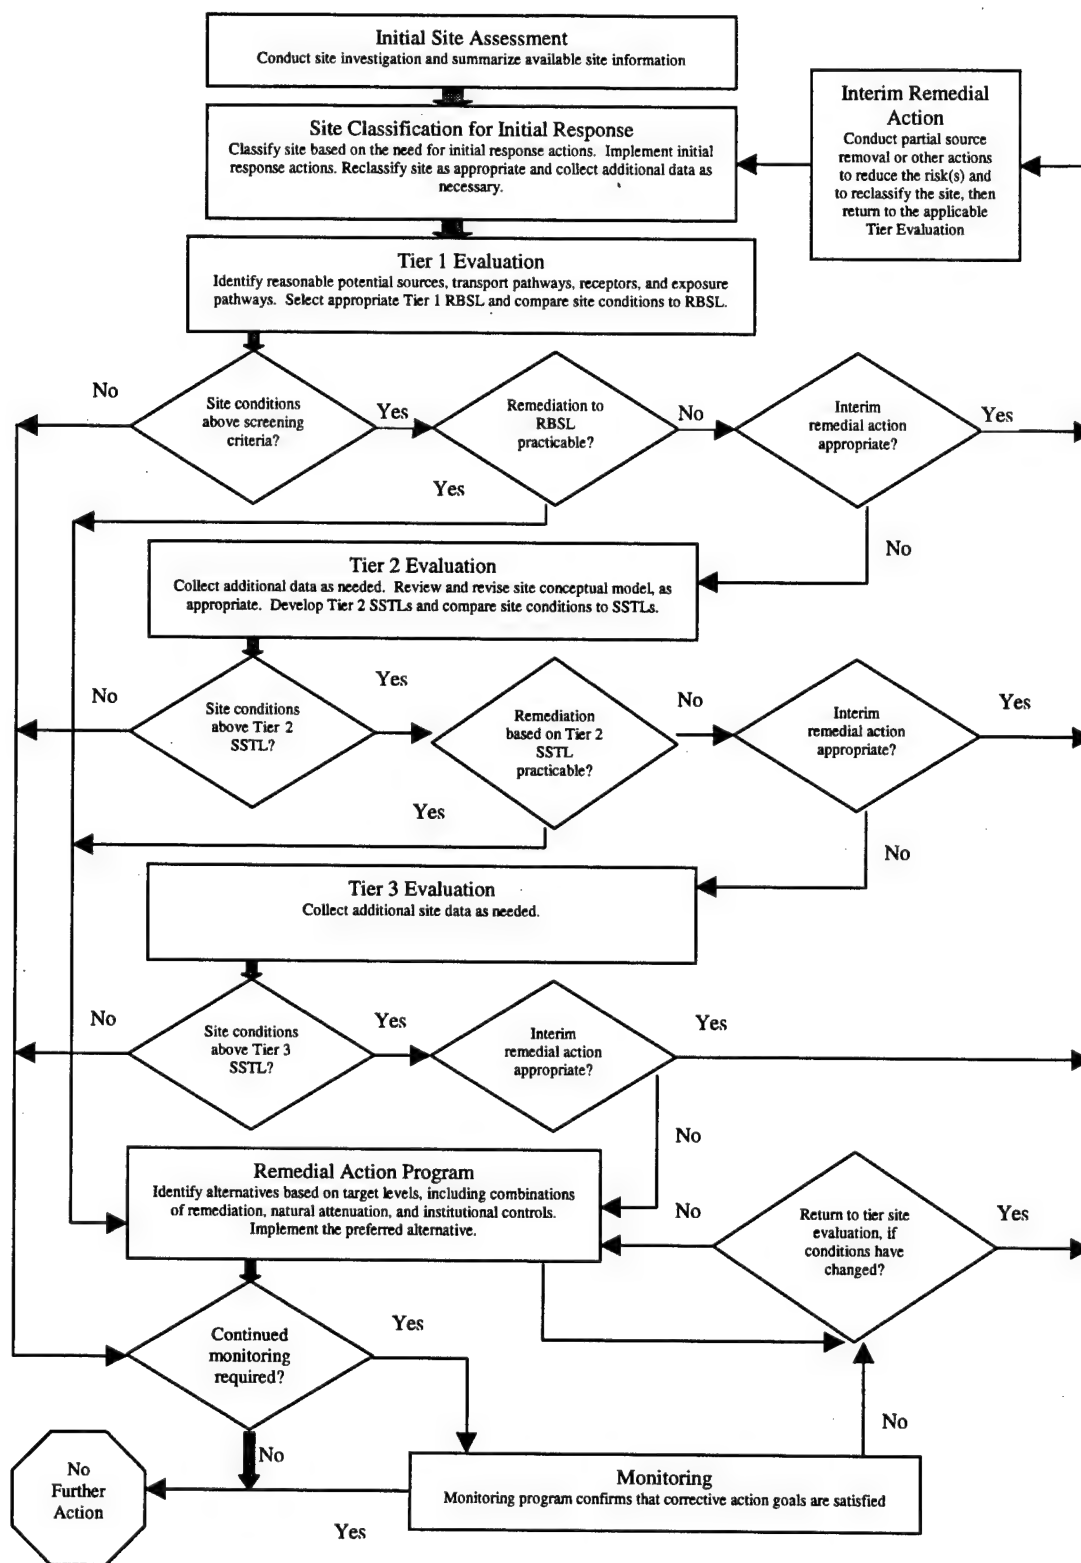 Initial Site Assessment
Conduct site investigation and summarize available site information
Interim Remedial
Action
Conduct partial source
removal or other actions
to reduce the risk(s) and
to reclassify the site, then
return to the applicable
Tier Evaluation
Site Classification for Initial Response
Classify site based on the need for initial response actions. Implement initial
response actions. Reclassify site as appropriate and collect additional data as
necessary.
Tier 1 Evaluation
Identify reasonable potential sources, transport pathways, receptors, and exposure
pathways. Select appropriate Tier 1 RBSL and compare site conditions to RBSL.
No
Site conditions
above screening
criteria?
Yes
Remediation to
RBSL
practicable?
No
Interim
remedial action
appropriate?
Yes
Yes
No
Tier 2 Evaluation
Collect additional data as needed. Review and revise site conceptual model, as
appropriate. Develop Tier 2 SSTLs and compare site conditions to SSTLs.
No
Site conditions
above Tier 2
SSTL?
Yes
Remediation
based on Tier 2
SSTL
practicable?
No
Interim
remedial action
appropriate?
Yes
Yes
No
Tier 3 Evaluation
Collect additional site data as needed.
No
Site conditions
above Tier 3
SSTL?
Yes
Interim
remedial action
appropriate?
Yes
No
Remedial Action Program
Identify alternatives based on target levels, including combinations
of remediation, natural attenuation, and institutional controls.
Implement the preferred alternative.
No
Return to tier site
evaluation, if
conditions have
changed?
Yes
Continued
monitoring
required?
Yes
No
No
No
Further
Action
Monitoring
Monitoring program confirms that corrective action goals are satisfied
Yes